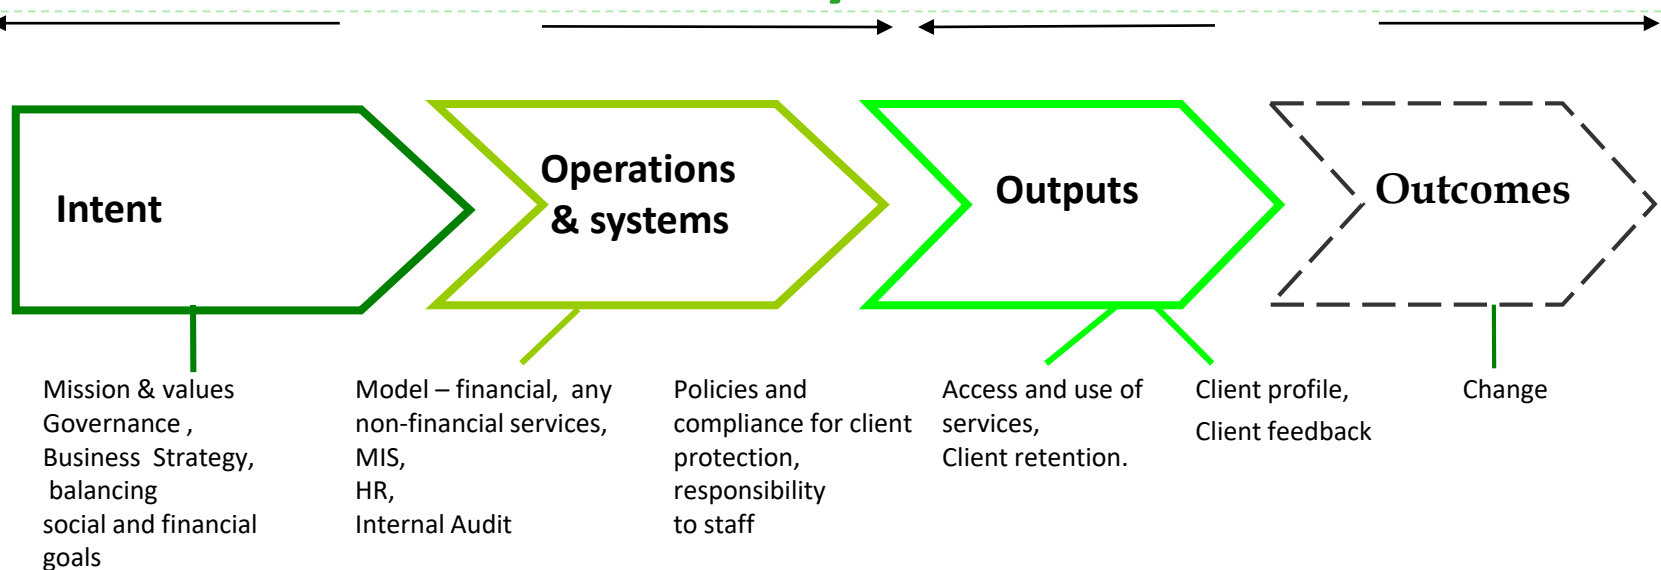 Intent
Operations
& systems
Outputs
Outcomes
Mission & values
Governance ,
Business  Strategy,
balancing
social and financial
goals
Model – financial,  any
non-financial services,
MIS,
HR,
Internal Audit
Policies and
compliance for client
protection,
responsibility
to staff
Access and use of
services,
Client retention.
Client profile,
Client feedback
Change